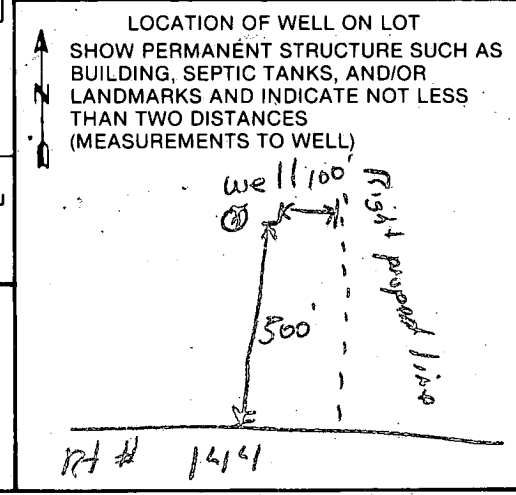 LOCATION OF WELL ON LOT
SHOW PERMANENT STRUCTURE SUCH AS
BUILDING, SEPTIC TANKS, AND/OR
LANDMARKS AND INDICATE NOT LESS
THAN TWO DISTANCES
(MEASUREMENTS TO WELL)
N
well 100'
Right property line
500'
Rt # 144